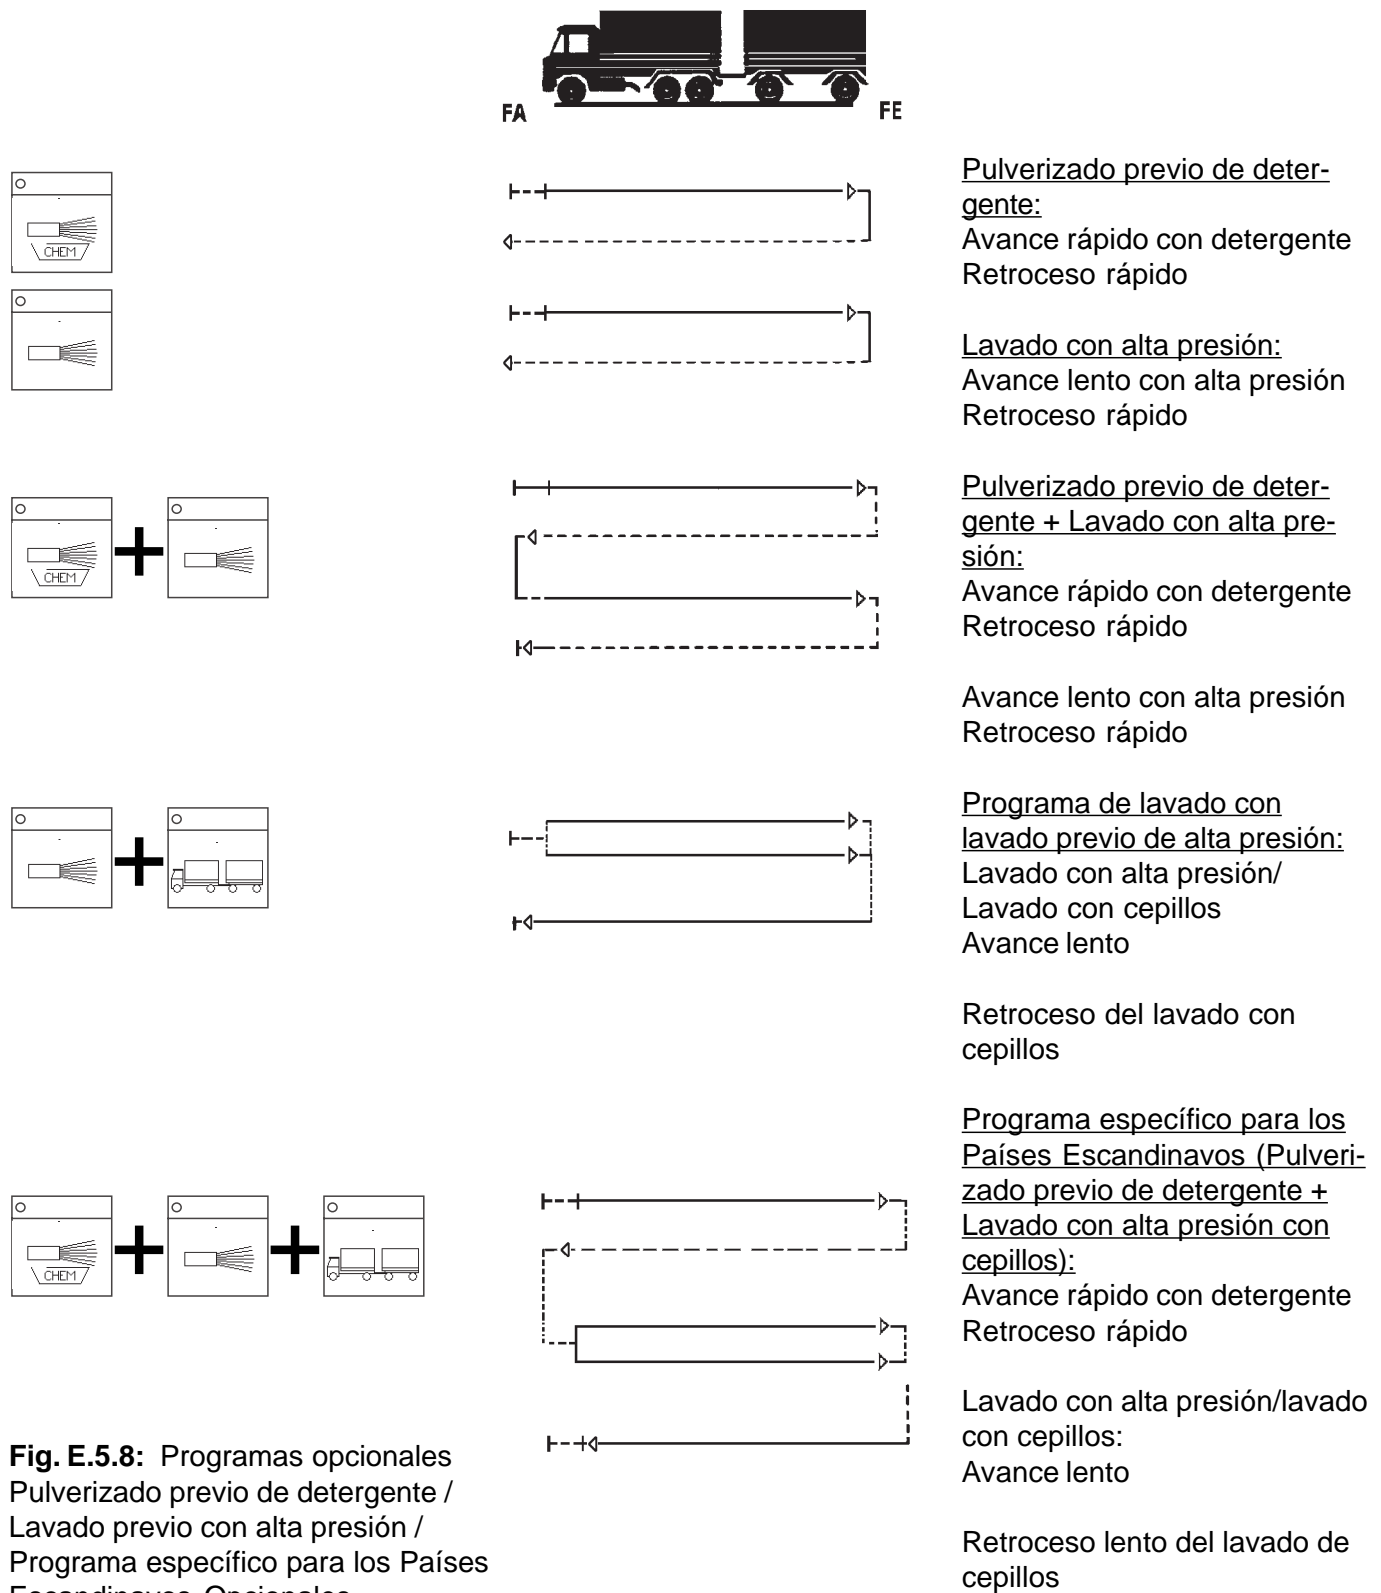 FA
FE
Pulverizado previo de deter-
gente:
Avance rápido con detergente
Retroceso rápido
CHEM
Lavado con alta presión:
Avance lento con alta presión
Retroceso rápido
Pulverizado previo de deter-
gente + Lavado con alta pre-
sión:
Avance rápido con detergente
Retroceso rápido
CHEM
Avance lento con alta presión
Retroceso rápido
Programa de lavado con
lavado previo de alta presión:
Lavado con alta presión/
Lavado con cepillos
Avance lento
Retroceso del lavado con
cepillos
Programa específico para los
Países Escandinavos (Pulveri-
zado previo de detergente +
Lavado con alta presión con
cepillos):
Avance rápido con detergente
Retroceso rápido
CHEM
Lavado con alta presión/lavado
con cepillos:
Avance lento
Retroceso lento del lavado de
cepillos
Fig. E.5.8: Programas opcionales
Pulverizado previo de detergente /
Lavado previo con alta presión /
Programa específico para los Países
Escandinavos Opcionales